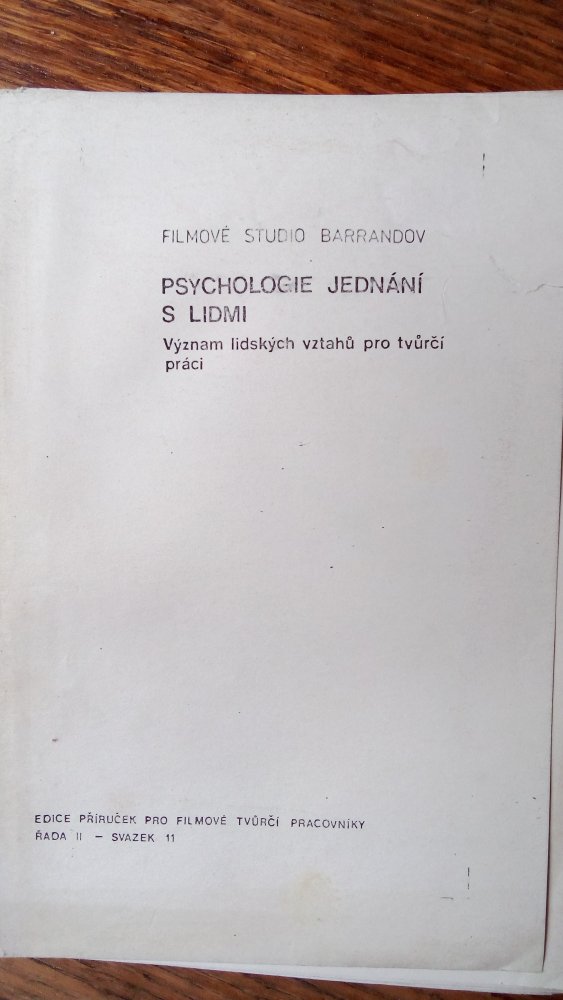 FILMOVÉ STUDIO BARRANDOV
PSYCHOLOGIE JEDNÁNÍ
S LIDMI
Význam lidských vztahů pro tvůrčí
práci
EDICE PŘÍRUČEK PRO FILMOVÉ TVŮRČÍ PRACOVNÍKY
ŘADA II — SVAZEK 11